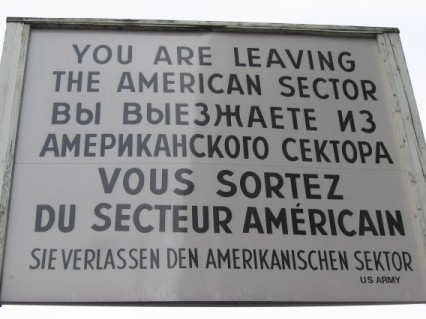 YOU ARE LEAVING
THE AMERICAN SECTOR
ВЫ ВЫЕЗЖАЕТЕ ИЗ
АМЕРИКАНСКОГО СЕКТОРА
VOUS SORTEZ
DU SECTEUR AMÉRICAIN
SIE VERLASSEN DEN AMERIKANISCHEN SEKTOR
US ARMY